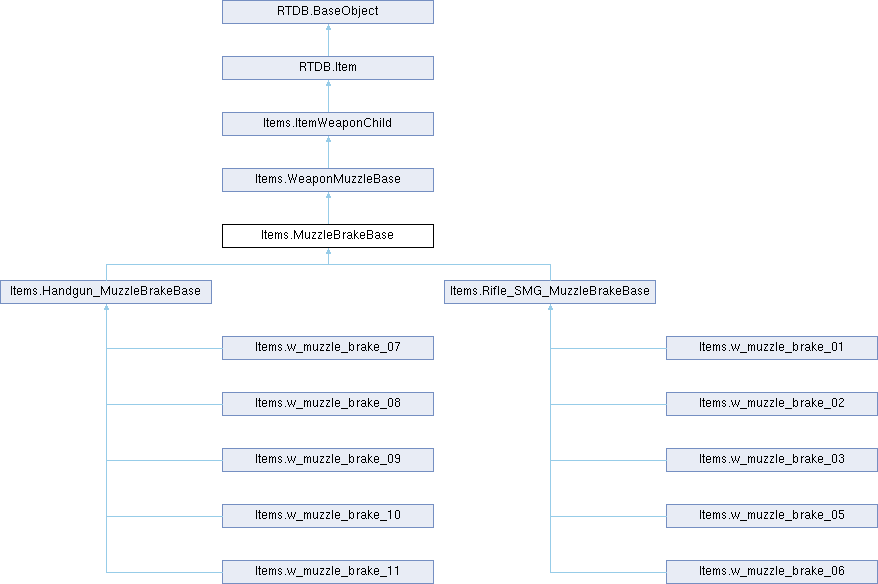 RTDB.BaseObject
RTDB.Item
Items.ItemWeaponChild
Items.WeaponMuzzleBase
Items.MuzzleBrakeBase
Items.Handgun_MuzzleBrakeBase
Items.Rifle_SMG_MuzzleBrakeBase
Items.w_muzzle_brake_07
Items.w_muzzle_brake_01
Items.w_muzzle_brake_08
Items.w_muzzle_brake_02
Items.w_muzzle_brake_09
Items.w_muzzle_brake_03
Items.w_muzzle_brake_10
Items.w_muzzle_brake_05
Items.w_muzzle_brake_11
Items.w_muzzle_brake_06